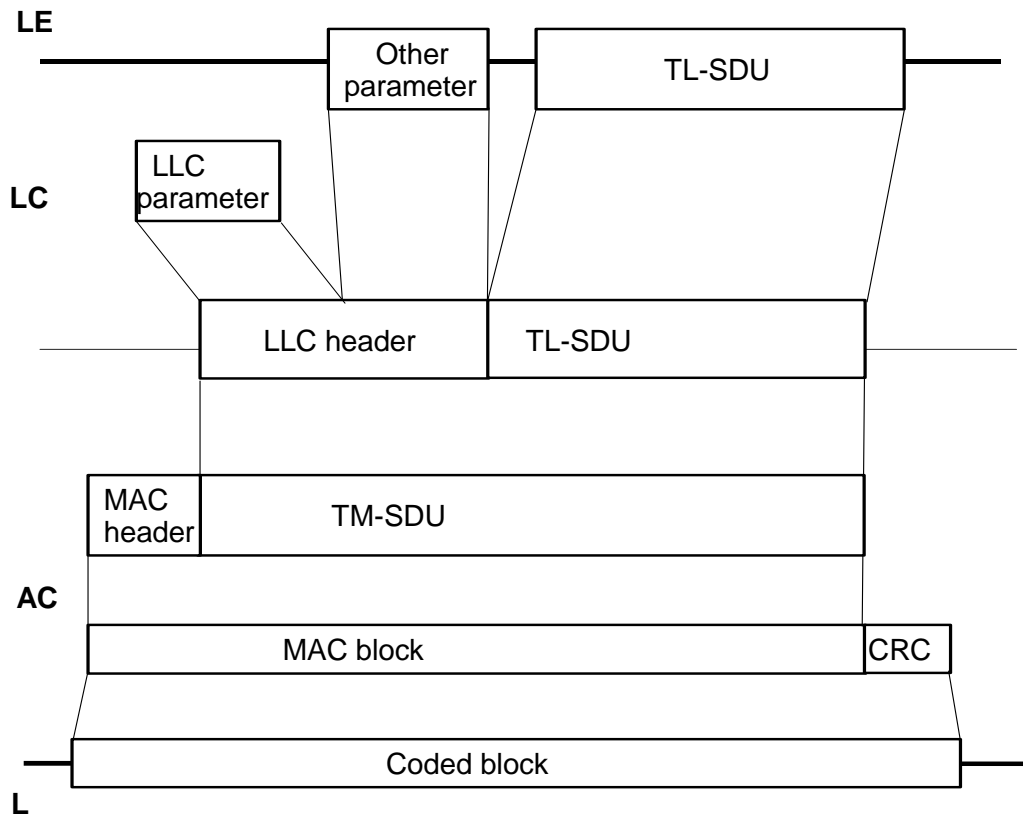 LE
Other
parameter
TL-SDU
LLC
parameter
LC
LLC header
TL-SDU
MAC
header
TM-SDU
AC
MAC block
CRC
Coded block
L